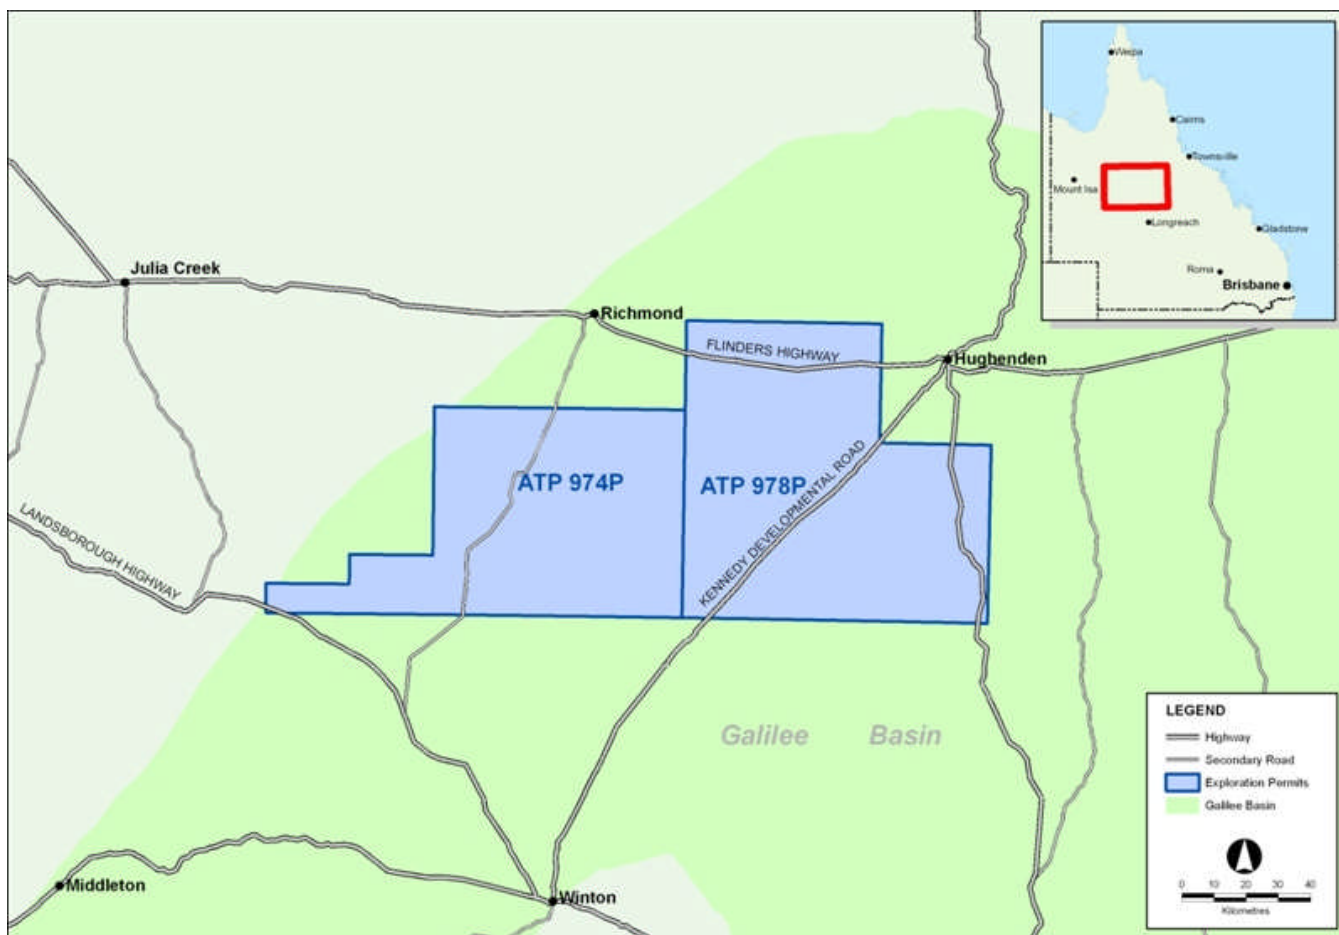 Weipa
Cairns
Townsville
Mount Isa
Longreach
Gladstone
Roma
Brisbane
Julia Creek
Richmond
FLINDERS HIGHWAY
Hugbenden
ATP 974P
ATP 978P
KENNEDY DEVELOPMENTAL ROAD
LANDSBOROUGH HIGHWAY
Galilee Basin
Middleton
Winton
LEGEND
Highway
Secondary Road
Exploration Permits
Galilee Basin
0 10 20 30 40
Kilometres